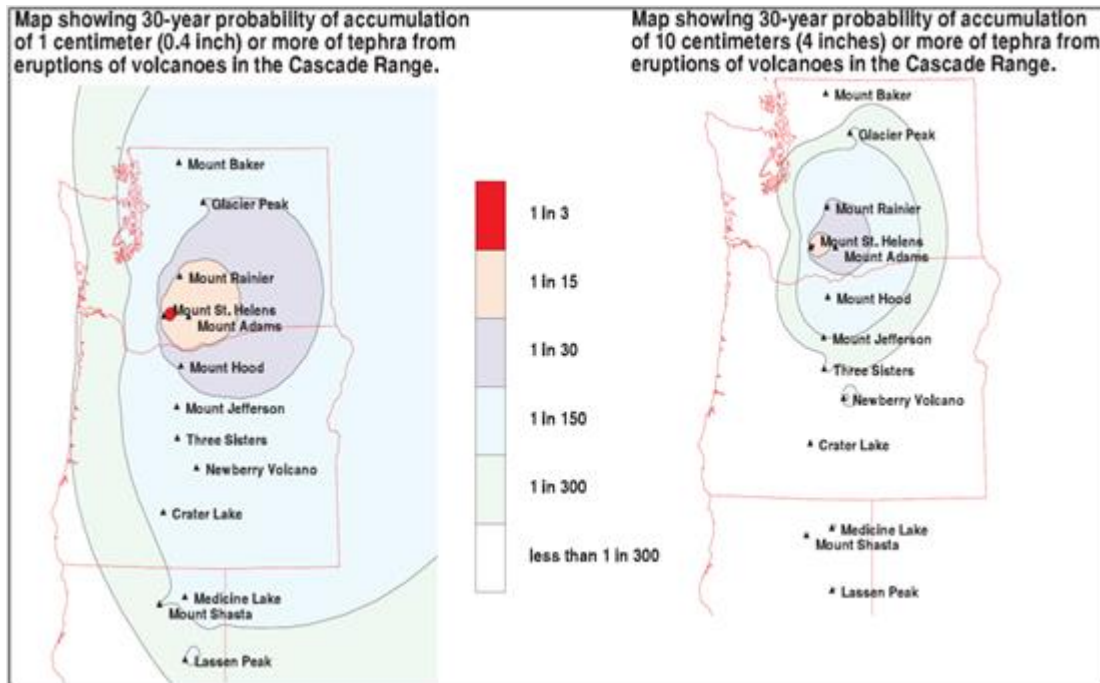 Map showing 30-year probability of accumulation
of 1 centimeter (0.4 inch) or more of tephra from
eruptions of volcanoes in the Cascade Range.
Mount Baker
Glacier Peak
Mount Rainier
Mount St. Helens
Mount Adams
Mount Hood
Mount Jefferson
Three Sisters
Newberry Volcano
Crater Lake
Medicine Lake
Mount Shasta
Lassen Peak
1 in 3
1 in 15
1 in 30
1 in 150
1 in 300
less than 1 in 300
Map showing 30-year probability of accumulation
of 10 centimeters (4 inches) or more of tephra from
eruptions of volcanoes in the Cascade Range.
Mount Baker
Glacier Peak
Mount Rainier
Mount St. Helens
Mount Adams
Mount Hood
Mount Jefferson
Three Sisters
Newberry Volcano
Crater Lake
Medicine Lake
Mount Shasta
Lassen Peak